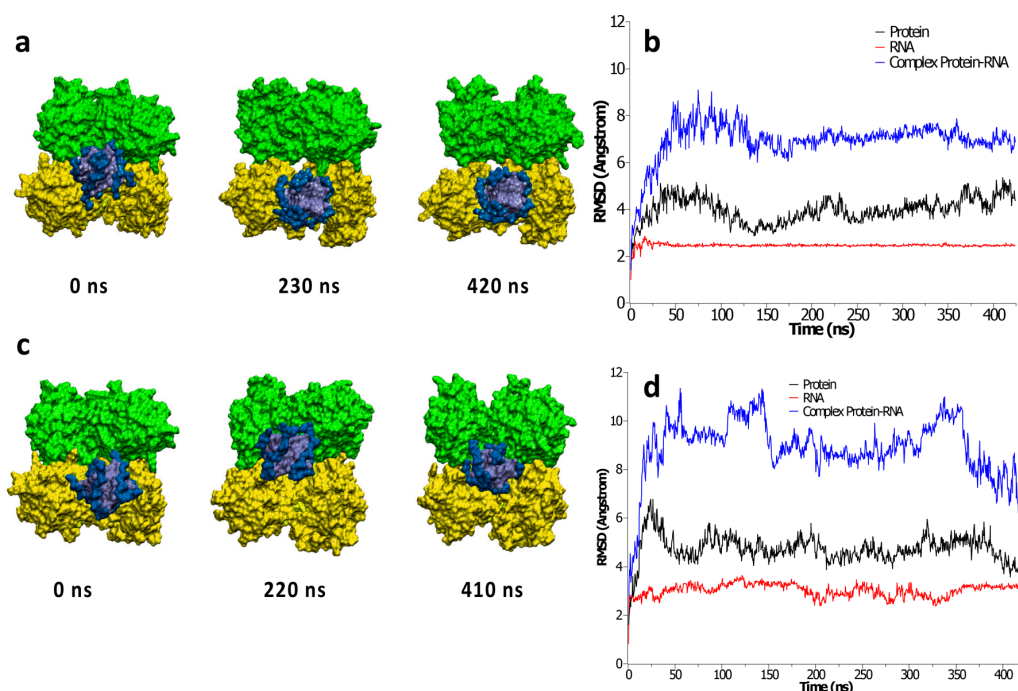 a
0 ns
230 ns
420 ns
b
Protein
RNA
Complex Protein-RNA
RMSD (Angstrom)
12
10
8
6
4
2
0
0 50 100 150 200 250 300 350 400
Time (ns)
c
0 ns
220 ns
410 ns
d
Protein
RNA
Complex Protein-RNA
RMSD (Angstrom)
12
10
8
6
4
2
0
0 50 100 150 200 250 300 350 400
Time (ns)